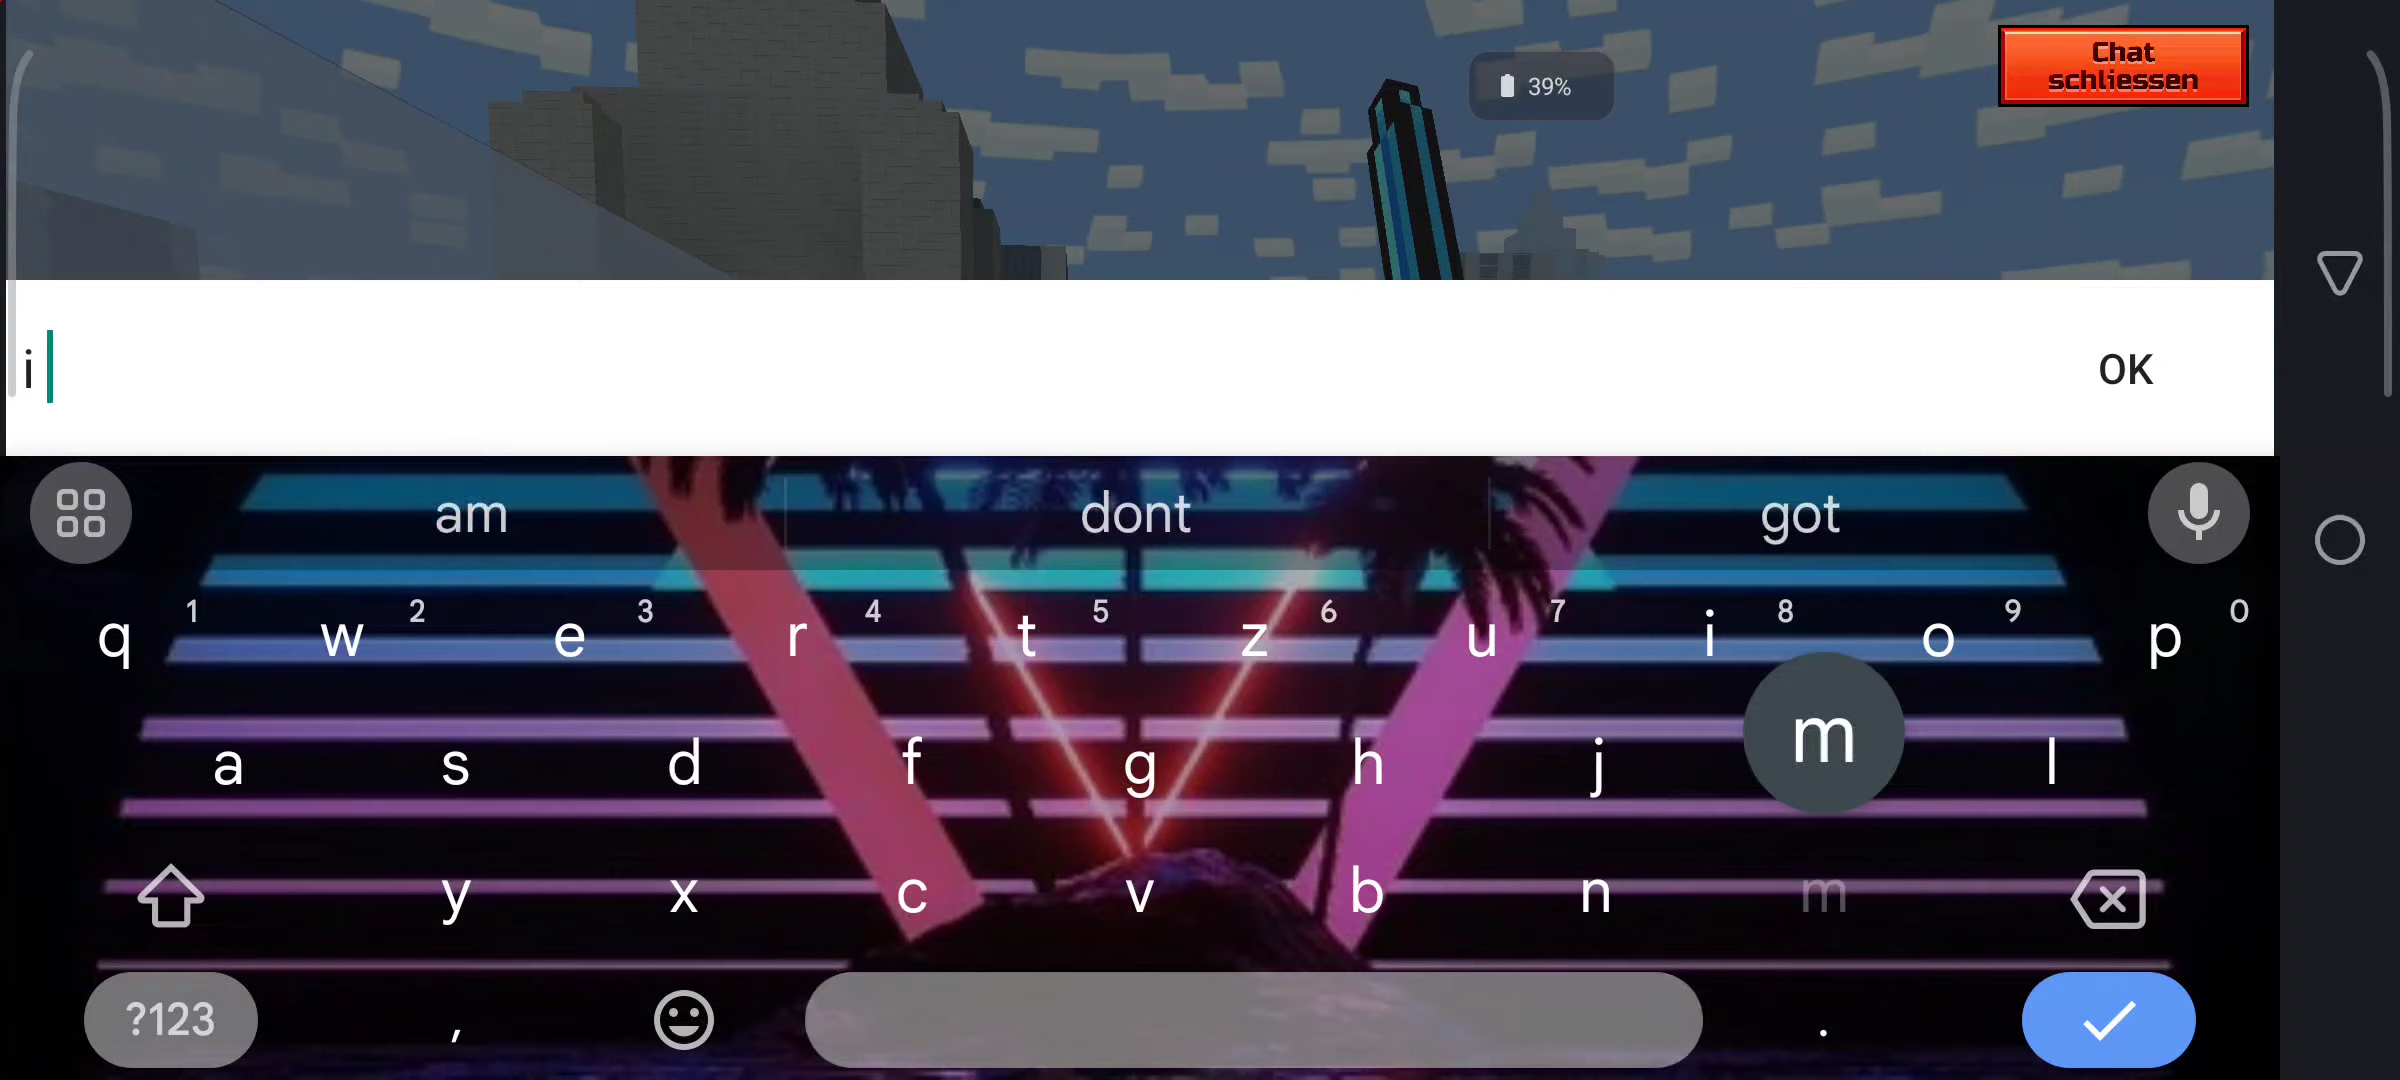 39%
Chat
schliessen
i
OK
am dont got
q 1 w 2 e 3 r 4 t 5 z 6 u 7 i 8 o 9 p 0
a s d f g h j m l
y x c v b n m
?123 , .